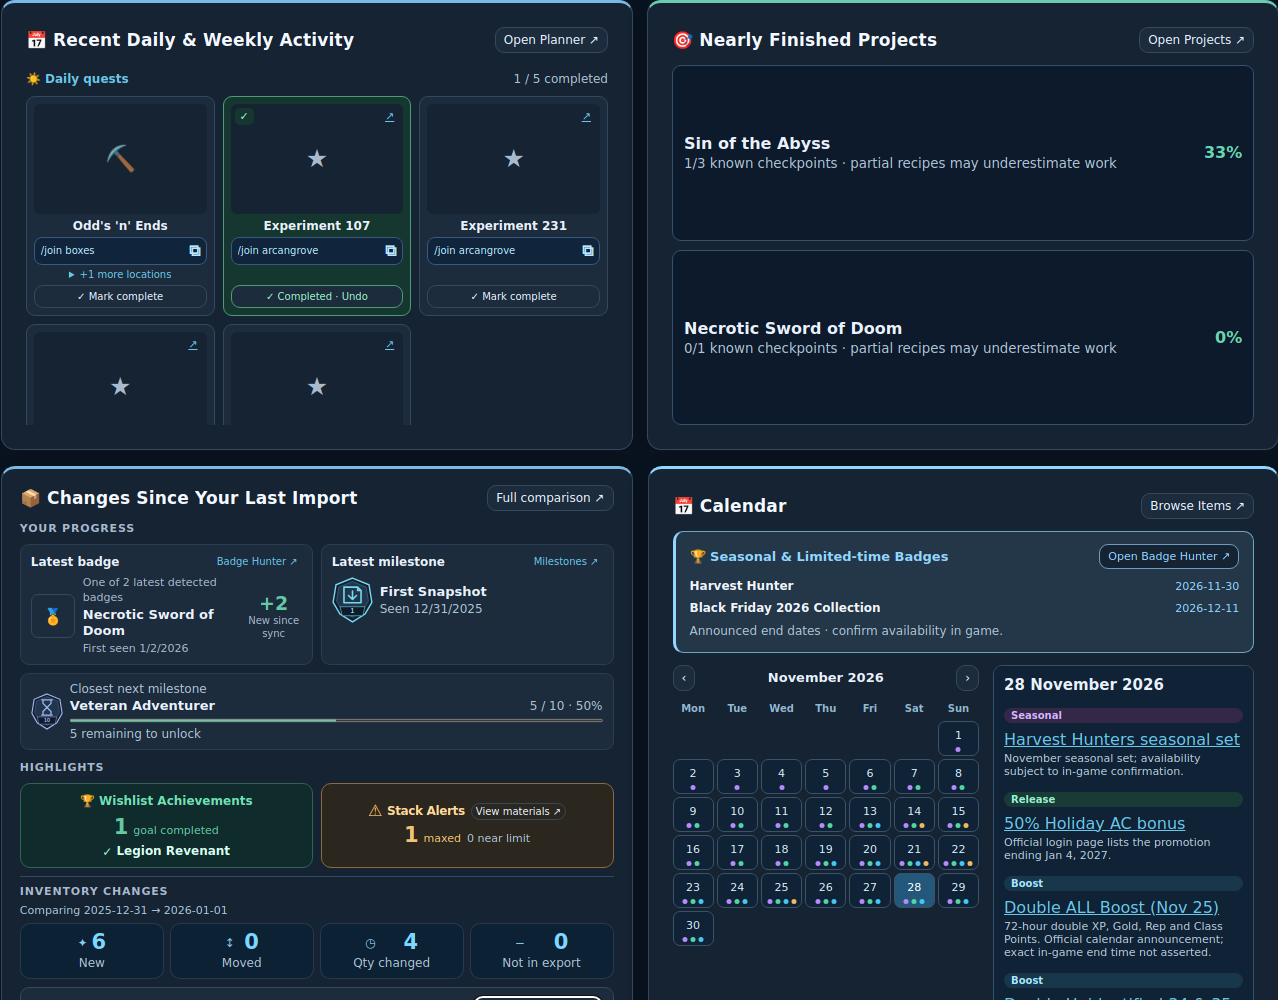 📅 Recent Daily & Weekly Activity
Open Planner ↗
☀️ Daily quests
1 / 5 completed
Odd's 'n' Ends
/join boxes
▶ +1 more locations
✓ Mark complete
✓
↗
★
Experiment 107
/join arcangrove
✓ Completed · Undo
↗
★
Experiment 231
/join arcangrove
✓ Mark complete
↗
★
↗
★
🎯 Nearly Finished Projects
Open Projects ↗
Sin of the Abyss
1/3 known checkpoints · partial recipes may underestimate work
33%
Necrotic Sword of Doom
0/1 known checkpoints · partial recipes may underestimate work
0%
📦 Changes Since Your Last Import
Full comparison ↗
YOUR PROGRESS
Latest badge
Badge Hunter ↗
One of 2 latest detected
badges
Necrotic Sword of
Doom
First seen 1/2/2026
+2
New since
sync
Latest milestone
Milestones ↗
1
First Snapshot
Seen 12/31/2025
10
Closest next milestone
Veteran Adventurer
5 / 10 · 50%
5 remaining to unlock
HIGHLIGHTS
🏆 Wishlist Achievements
1 goal completed
✓ Legion Revenant
⚠ Stack Alerts
View materials ↗
1 maxed 0 near limit
INVENTORY CHANGES
Comparing 2025-12-31 → 2026-01-01
✦ 6
New
↕ 0
Moved
◷ 4
Qty changed
− 0
Not in export
📅 Calendar
Browse Items ↗
🏆 Seasonal & Limited-time Badges
Open Badge Hunter ↗
Harvest Hunter
2026-11-30
Black Friday 2026 Collection
2026-12-11
Announced end dates · confirm availability in game.
‹
November 2026
›
Mon Tue Wed Thu Fri Sat Sun
1
2 3 4 5 6 7 8
9 10 11 12 13 14 15
16 17 18 19 20 21 22
23 24 25 26 27 28 29
30
28 November 2026
Seasonal
Harvest Hunters seasonal set
November seasonal set; availability
subject to in-game confirmation.
Release
50% Holiday AC bonus
Official login page lists the promotion
ending Jan 4, 2027.
Boost
Double ALL Boost (Nov 25)
72-hour double XP, Gold, Rep and Class
Points. Official calendar announcement;
exact in-game end time not asserted.
Boost